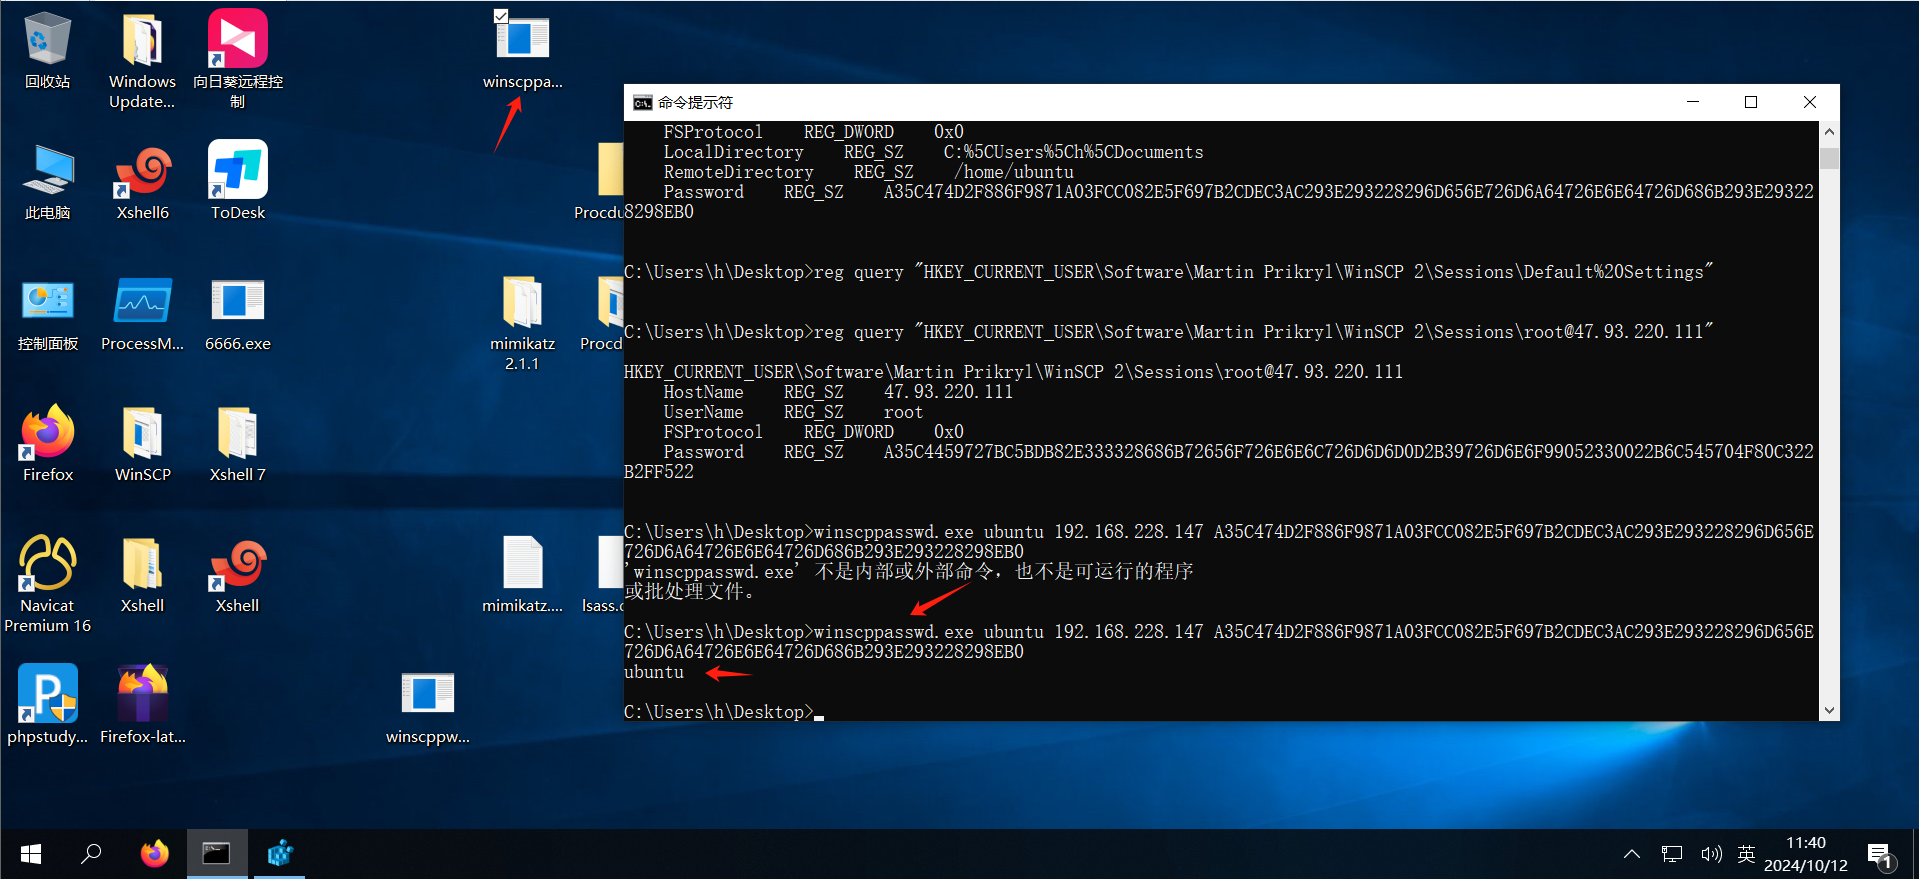 回收站
Windows
Update...
向日葵远程控
制
winscppa...
此电脑
Xshell6
ToDesk
Procdu
控制面板
ProcessM...
6666.exe
mimikatz
2.1.1
Procd
Firefox
WinSCP
Xshell 7
Navicat
Premium 16
Xshell
Xshell
mimikatz....
lsass.c
phpstudy...
Firefox-lat...
winscppw...
命令提示符
FSProtocol    REG_DWORD    0x0
LocalDirectory    REG_SZ    C:%5CUsers%5Ch%5CDocuments
RemoteDirectory    REG_SZ    /home/ubuntu
Password    REG_SZ    A35C474D2F886F9871A03FCC082E5F697B2CDEC3AC293E293228296D656E726D6A64726E6E64726D686B293E29322
8298EB0
C:\Users\h\Desktop>reg query "HKEY_CURRENT_USER\Software\Martin Prikryl\WinSCP 2\Sessions\Default%20Settings"
C:\Users\h\Desktop>reg query "HKEY_CURRENT_USER\Software\Martin Prikryl\WinSCP 2\Sessions\root@47.93.220.111"
HKEY_CURRENT_USER\Software\Martin Prikryl\WinSCP 2\Sessions\root@47.93.220.111
HostName    REG_SZ    47.93.220.111
UserName    REG_SZ    root
FSProtocol    REG_DWORD    0x0
Password    REG_SZ    A35C4459727BC5BDB82E333328686B72656F726E6E6C726D6D6D0D2B39726D6E6F99052330022B6C545704F80C322
B2FF522
C:\Users\h\Desktop>winscppasswd.exe ubuntu 192.168.228.147 A35C474D2F886F9871A03FCC082E5F697B2CDEC3AC293E293228296D656E
726D6A64726E6E64726D686B293E293228298EB0
'winscppasswd.exe' 不是内部或外部命令，也不是可运行的程序
或批处理文件。
C:\Users\h\Desktop>winscppasswd.exe ubuntu 192.168.228.147 A35C474D2F886F9871A03FCC082E5F697B2CDEC3AC293E293228296D656E
726D6A64726E6E64726D686B293E293228298EB0
ubuntu
C:\Users\h\Desktop>
英
11:40
2024/10/12
1